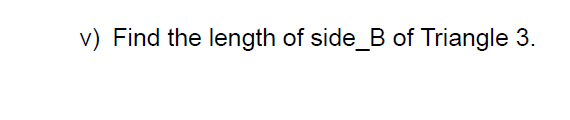 v) Find the length of side_B of Triangle 3.